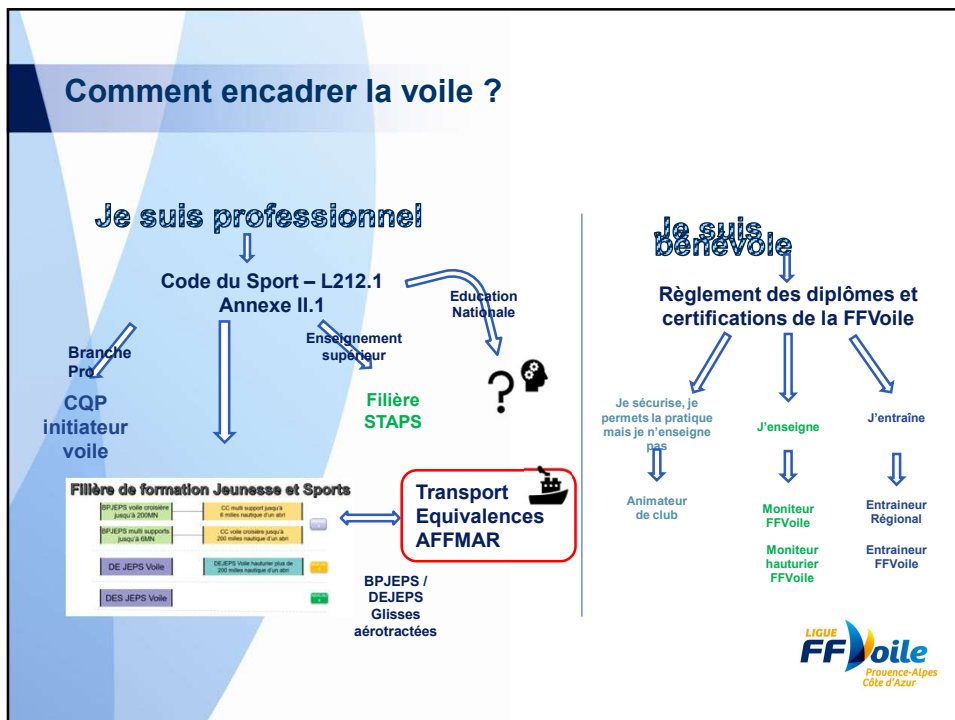 Comment encadrer la voile ?
Je suis professionnel
Code du Sport – L212.1
Annexe II.1
Education
Nationale
Branche
Pro
Enseignement
supérieur
CQP
initiateur
voile
Filière
STAPS
?
Filière de formation Jeunesse et Sports
BPJEPS voile croisière
jusqu'à 200MN
CC multi support jusqu'à
6 milles nautique d'un abri
BPJEPS multi supports
jusqu'à 6MN
CC voile croisière jusqu'à
200 milles nautique d'un abri
DE JEPS Voile
DEJEPS Voile hauturier plus de
200 milles nautique d'un abri
DES JEPS Voile
Transport
Equivalences
AFFMAR
BPJEPS /
DEJEPS
Glisses
aérotractées
Je suis
bénévole
Règlement des diplômes et
certifications de la FFVoile
Je sécurise, je
permets la pratique
mais je n'enseigne
pas
J'enseigne
J'entraîne
Animateur
de club
Moniteur
FFVoile
Moniteur
hauturier
FFVoile
Entraineur
Régional
Entraineur
FFVoile
LIGUE
FFVoile
Provence-Alpes
Côte d'Azur